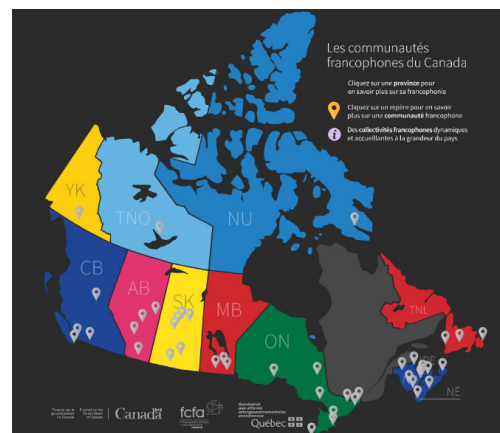 Les communautés
francophones du Canada
Cliquez sur une province pour
en savoir plus sur sa francophonie
Cliquez sur un repère pour en savoir
plus sur une communauté francophone
i
Des collectivités francophones dynamiques
et accueillantes à la grandeur du pays
YK
TNO
NU
CB
AB
SK
MB
ON
TNL
NÉ
Canada
fcfa
Québec